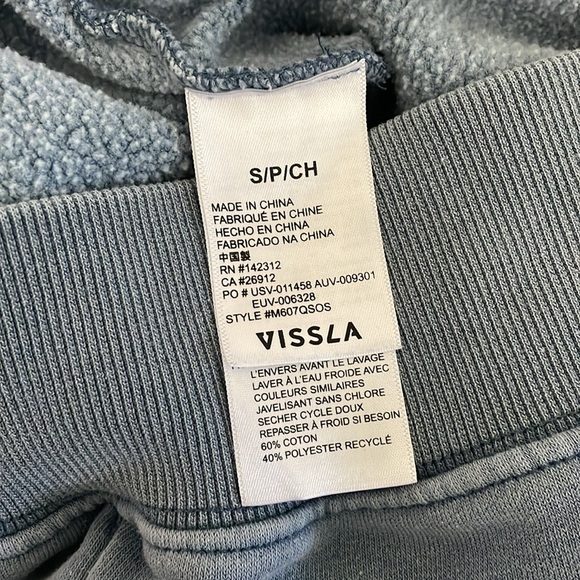 S/P/CH
MADE IN CHINA
FABRIQUÉ EN CHINE
HECHO EN CHINA
FABRICADO NA CHINA
中国製
RN #142312
CA #26912
PO # USV-011458 AUV-009301
EUV-006328
STYLE #M607QSOS
VISSLA
L'ENVERS AVANT LE LAVAGE
LAVER À L'EAU FROIDE AVEC
COULEURS SIMILAIRES
JAVELISANT SANS CHLORE
SECHER CYCLE DOUX
REPASSER À FROID SI BESOIN
60% COTON
40% POLYESTER RECYCLÉ